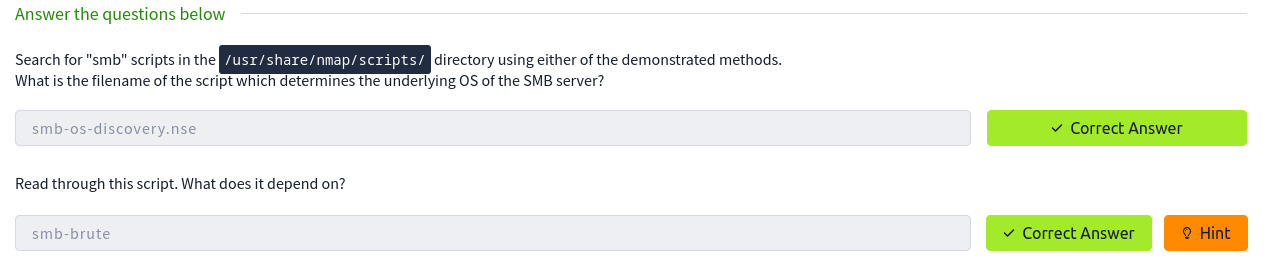 Answer the questions below
Search for "smb" scripts in the /usr/share/nmap/scripts/ directory using either of the demonstrated methods.
What is the filename of the script which determines the underlying OS of the SMB server?
smb-os-discovery.nse
Correct Answer
Read through this script. What does it depend on?
smb-brute
Correct Answer
Hint